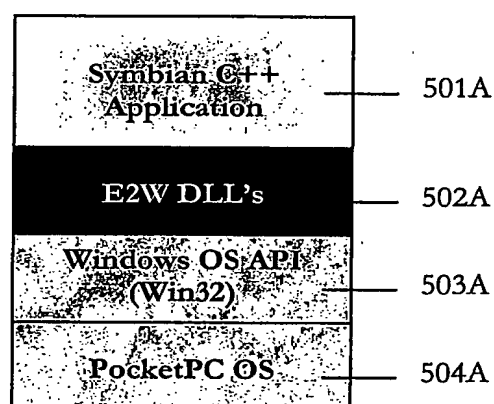 Symbian C++
Application
501A
E2W DLL's
502A
Windows OS API
(Win32)
503A
PocketPC OS
504A